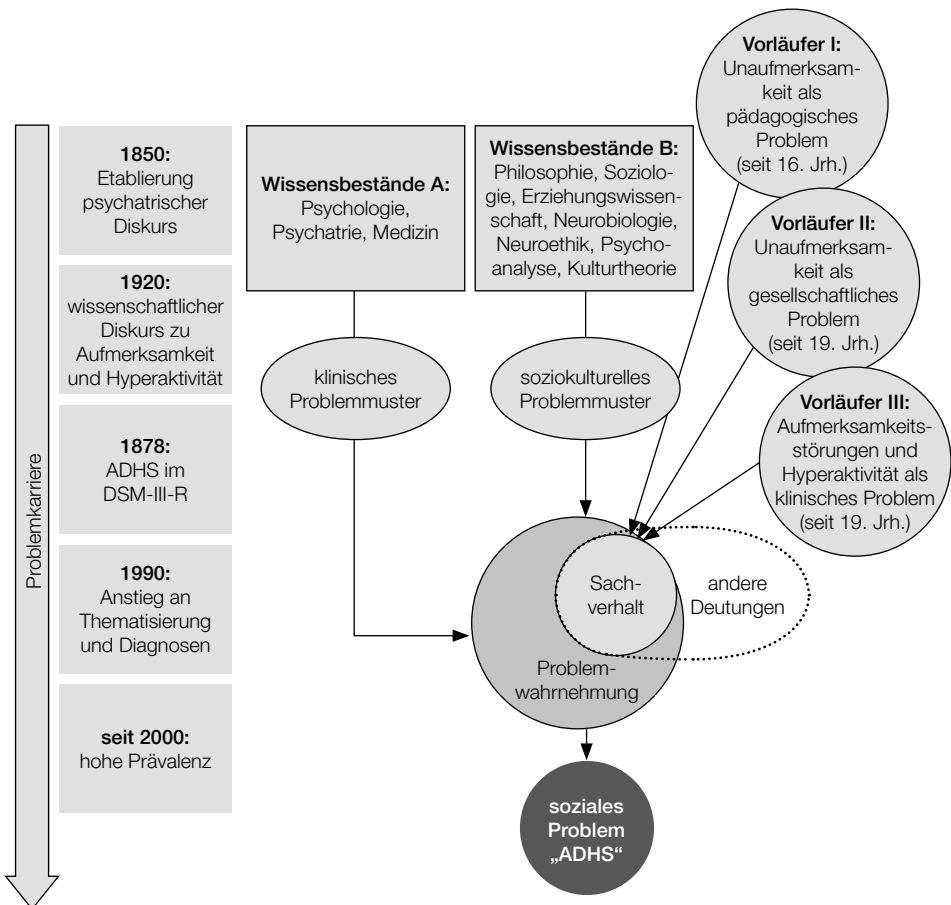 Problemkarriere
1850:
Etablierung
psychatrischer
Diskurs
1920:
wissenschaftlicher
Diskurs zu
Aufmerksamkeit
und Hyperaktivität
1878:
ADHS im
DSM-III-R
1990:
Anstieg an
Thematisierung
und Diagnosen
seit 2000:
hohe Prävalenz
Wissensbestände A:
Psychologie,
Psychatrie, Medizin
klinisches
Problemmuster
Wissensbestände B:
Philosophie, Soziolo-
gie, Erziehungswissen-
schaft, Neurobiologie,
Neuroethik, Psycho-
analyse, Kulturtheorie
soziokulturelles
Problemmuster
Vorläufer I:
Unaufmerksam-
keit als
pädagogisches
Problem
(seit 16. Jrh.)
Vorläufer II:
Unaufmerksam-
keit als
gesellschaftliches
Problem
(seit 19. Jrh.)
Vorläufer III:
Aufmerksamkeits-
störungen und
Hyperaktivität als
klinisches Problem
(seit 19. Jrh.)
Sach-
verhalt
andere
Deutungen
Problem-
wahrnehmung
soziales
Problem
„ADHS“